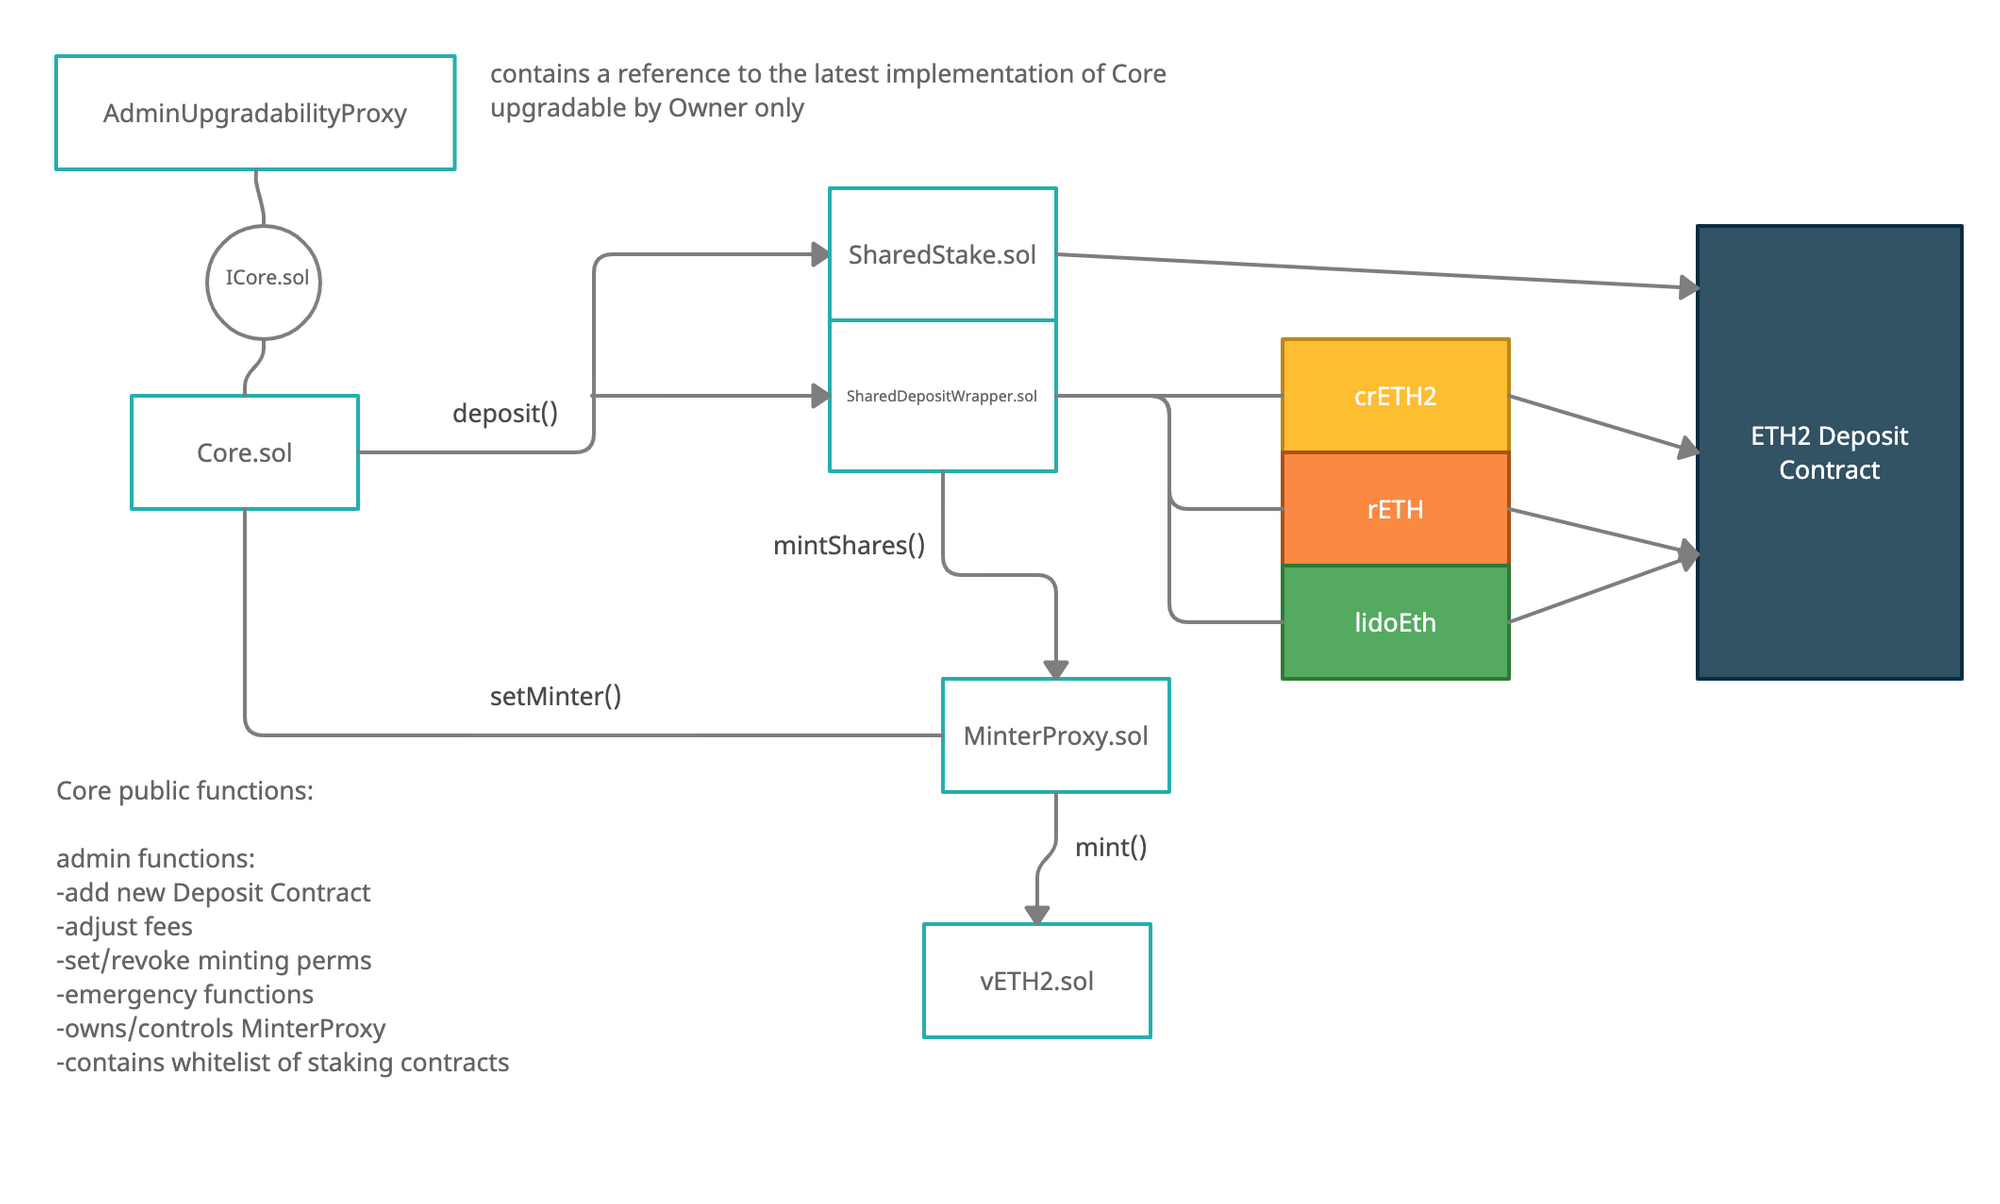 AdminUpgradabilityProxy
contains a reference to the latest implementation of Core
upgradable by Owner only
ICore.sol
Core.sol
deposit()
SharedStake.sol
SharedDepositWrapper.sol
crETH2
rETH
lidoEth
ETH2 Deposit
Contract
mintShares()
setMinter()
MinterProxy.sol
mint()
vETH2.sol
Core public functions:
admin functions:
-add new Deposit Contract
-adjust fees
-set/revoke minting perms
-emergency functions
-owns/controls MinterProxy
-contains whitelist of staking contracts